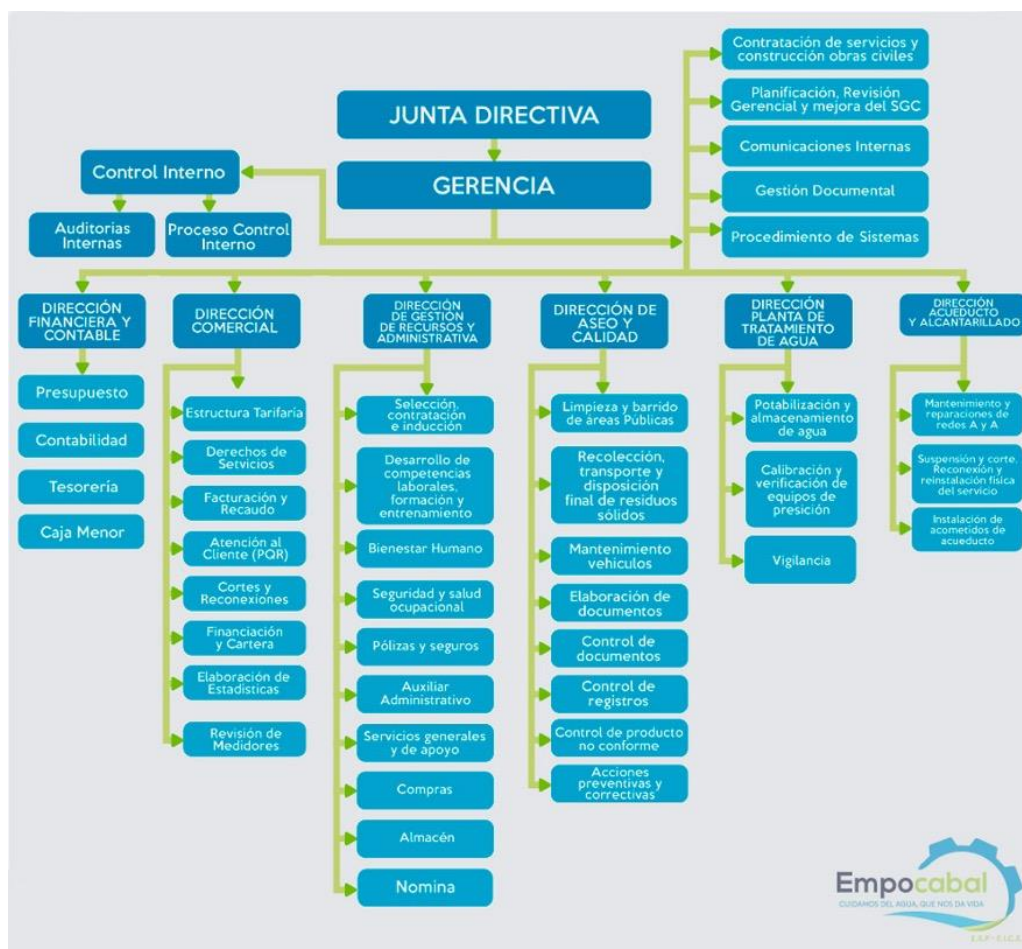 JUNTA DIRECTIVA
GERENCIA
Control Interno
Auditorias
Internas
Proceso Control
Interno
Contratación de servicios y
construcción obras civiles
Planificación, Revisión
Gerencial y mejora del SGC
Comunicaciones Internas
Gestión Documental
Procedimiento de Sistemas
DIRECCIÓN
FINANCIERA Y
CONTABLE
Presupuesto
Contabilidad
Tesorería
Caja Menor
DIRECCIÓN
COMERCIAL
Estructura Tarifaría
Derechos de
Servicios
Facturación y
Recaudo
Atención al
Cliente (PQR)
Cortes y
Reconexiones
Financiación
y Cartera
Elaboración de
Estadísticas
Revisión de
Medidores
DIRECCIÓN
DE GESTIÓN
DE RECURSOS Y
ADMINISTRATIVA
Selección,
contratación
e inducción
Desarrollo de
competencias
laborales,
formación y
entrenamiento
Bienestar Humano
Seguridad y salud
ocupacional
Pólizas y seguros
Auxiliar
Administrativo
Servicios generales
y de apoyo
Compras
Almacén
Nomina
DIRECCIÓN DE
ASEO Y
CALIDAD
Limpieza y barrido
de áreas Públicas
Recolección,
transporte y
disposición
final de residuos
sólidos
Mantenimiento
vehículos
Elaboración de
documentos
Control de
documentos
Control de
registros
Control de producto
no conforme
Acciones
preventivas y
correctivas
DIRECCIÓN
PLANTA DE
TRATAMIENTO
DE AGUA
Potabilización y
almacenamiento
de agua
Calibración y
verificación de
equipos de
presición
Vigilancia
DIRECCIÓN
ACUEDUCTO
Y ALCANTARILLADO
Mantenimiento y
reparaciones de
redes A y A
Suspensión y corte,
Reconexión y
reinstalación física
del servicio
Instalación de
acometidos de
acueducto
Empocabal
CUIDAMOS DEL AGUA, QUE NOS DA VIDA
E.S.P - E.I.C.E